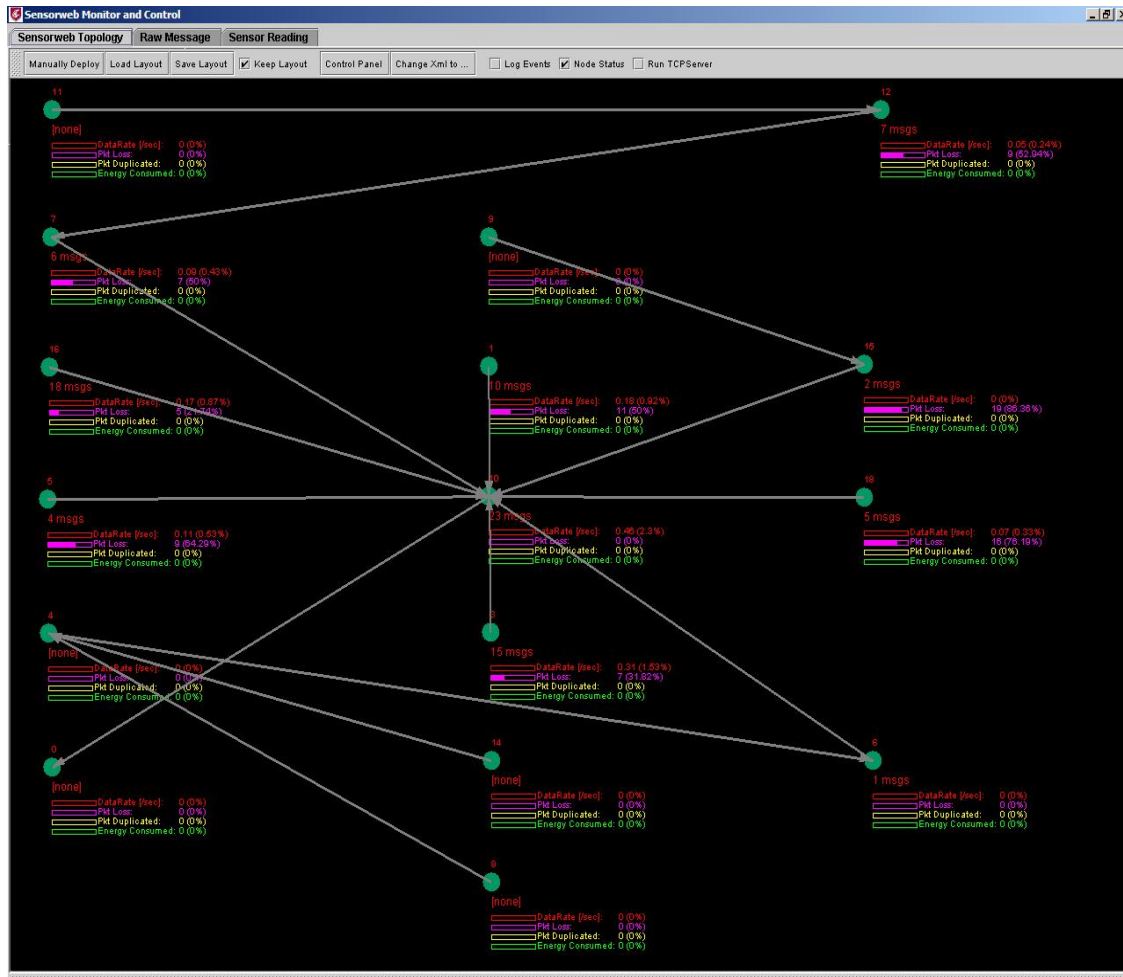 Sensorweb Monitor and Control
Sensorweb Topology Raw Message Sensor Reading
Manually Deploy Load Layout Save Layout Keep Layout Control Panel Change Xml to ... Log Events Node Status Run TCPServer
11
[none]
DataRate [/sec]: 0 (0%)
Pkt Loss: 0 (0%)
Pkt Duplicated: 0 (0%)
Energy Consumed: 0 (0%)
12
7 msgs
DataRate [/sec]: 0.05 (0.24%)
Pkt Loss: 9 (52.94%)
Pkt Duplicated: 0 (0%)
Energy Consumed: 0 (0%)
7
6 msgs
DataRate [/sec]: 0.09 (0.43%)
Pkt Loss: 7 (50%)
Pkt Duplicated: 0 (0%)
Energy Consumed: 0 (0%)
9
[none]
DataRate [/sec]: 0 (0%)
Pkt Loss: 0 (0%)
Pkt Duplicated: 0 (0%)
Energy Consumed: 0 (0%)
16
18 msgs
DataRate [/sec]: 0.17 (0.87%)
Pkt Loss: 5 (21.74%)
Pkt Duplicated: 0 (0%)
Energy Consumed: 0 (0%)
1
10 msgs
DataRate [/sec]: 0.18 (0.92%)
Pkt Loss: 11 (50%)
Pkt Duplicated: 0 (0%)
Energy Consumed: 0 (0%)
15
2 msgs
DataRate [/sec]: 0 (0%)
Pkt Loss: 19 (86.36%)
Pkt Duplicated: 0 (0%)
Energy Consumed: 0 (0%)
5
4 msgs
DataRate [/sec]: 0.11 (0.53%)
Pkt Loss: 9 (64.29%)
Pkt Duplicated: 0 (0%)
Energy Consumed: 0 (0%)
10
23 msgs
DataRate [/sec]: 0.46 (2.3%)
Pkt Loss: 0 (0%)
Pkt Duplicated: 0 (0%)
Energy Consumed: 0 (0%)
18
5 msgs
DataRate [/sec]: 0.07 (0.33%)
Pkt Loss: 16 (76.19%)
Pkt Duplicated: 0 (0%)
Energy Consumed: 0 (0%)
4
[none]
DataRate [/sec]: 0 (0%)
Pkt Loss: 0 (0%)
Pkt Duplicated: 0 (0%)
Energy Consumed: 0 (0%)
15 msgs
DataRate [/sec]: 0.31 (1.53%)
Pkt Loss: 7 (31.82%)
Pkt Duplicated: 0 (0%)
Energy Consumed: 0 (0%)
0
[none]
DataRate [/sec]: 0 (0%)
Pkt Loss: 0 (0%)
Pkt Duplicated: 0 (0%)
Energy Consumed: 0 (0%)
14
[none]
DataRate [/sec]: 0 (0%)
Pkt Loss: 0 (0%)
Pkt Duplicated: 0 (0%)
Energy Consumed: 0 (0%)
6
1 msgs
DataRate [/sec]: 0 (0%)
Pkt Loss: 0 (0%)
Pkt Duplicated: 0 (0%)
Energy Consumed: 0 (0%)
[none]
DataRate [/sec]: 0 (0%)
Pkt Loss: 0 (0%)
Pkt Duplicated: 0 (0%)
Energy Consumed: 0 (0%)